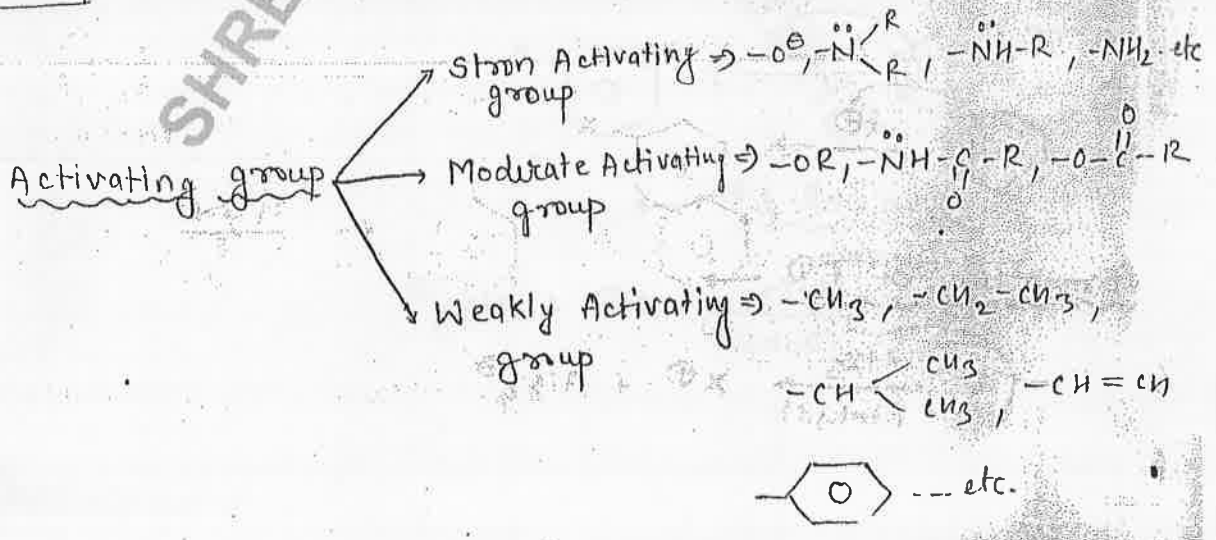 SHRE
Stron Activating ⇒ -O⊖, -N̈<R R, -N̈H-R, -NH₂ etc
group
Activating group
Moderate Activating ⇒ -OR, -N̈H-C(=O)-R, -O-C(=O)-R
group
Weakly Activating ⇒ -CH₃, -CH₂-CH₃,
group
-CH<CH₃ CH₃, -CH=CH
--- etc.